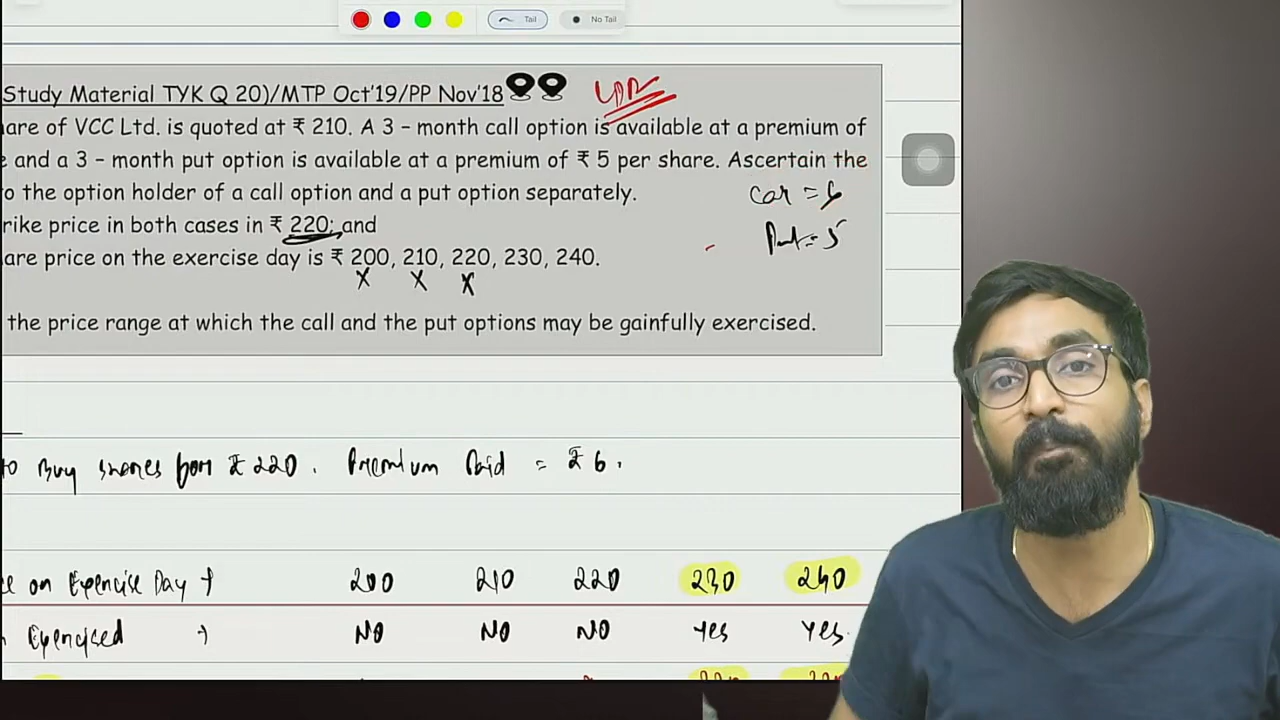 Tail
No Tail
Study Material TYK Q 20)/MTP Oct'19/PP Nov'18
are of VCC Ltd. is quoted at ₹ 210. A 3 – month call option is available at a premium of
e and a 3 – month put option is available at a premium of ₹ 5 per share. Ascertain the
o the option holder of a call option and a put option separately.
rike price in both cases in ₹ 220; and
are price on the exercise day is ₹ 200, 210, 220, 230, 240.
X X X
the price range at which the call and the put options may be gainfully exercised.
= 6
Put = 5
to Buy shares for ₹ 220. Premium Paid = ₹ 6.
ce on Exercise Day → 200 210 220 230 240
n Exercised → NO NO NO Yes Yes.